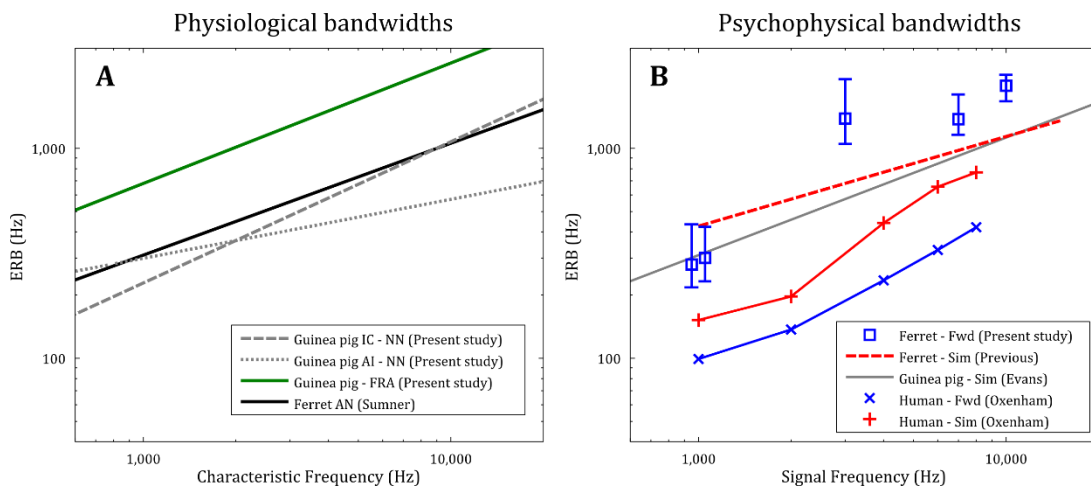 Physiological bandwidths
A
ERB (Hz)
1,000
100
Guinea pig IC - NN (Present study)
Guinea pig AI - NN (Present study)
Guinea pig - FRA (Present study)
Ferret AN (Sumner)
1,000
10,000
Characteristic Frequency (Hz)
Psychophysical bandwidths
B
ERB (Hz)
1,000
100
Ferret - Fwd (Present study)
Ferret - Sim (Previous)
Guinea pig - Sim (Evans)
Human - Fwd (Oxenham)
Human - Sim (Oxenham)
1,000
10,000
Signal Frequency (Hz)